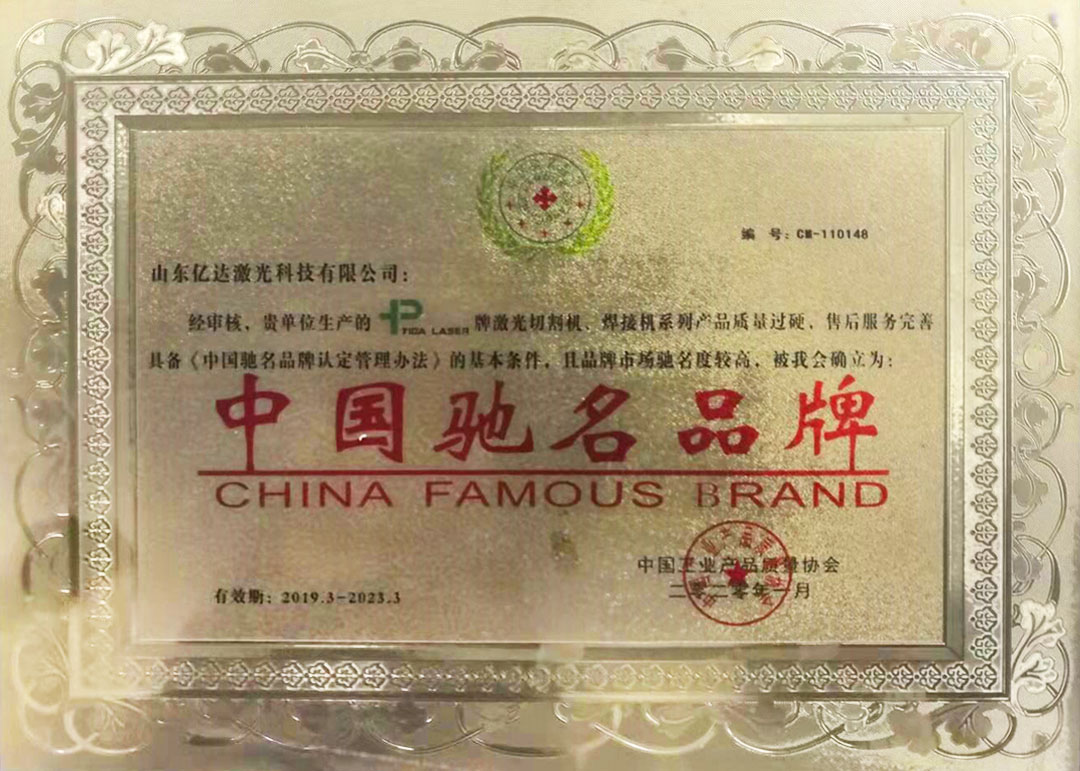 编 号：CM-110148
山东亿达激光科技有限公司：
经审核，贵单位生产的 YIDA LASER 牌激光切割机、焊接机系列产品质量过硬，售后服务完善
具备《中国驰名品牌认定管理办法》的基本条件，且品牌市场驰名度较高，被我会确立为：
中国驰名品牌
CHINA FAMOUS BRAND
中国工业产品质量协会
二零二零年一月
有效期：2019.3-2023.3